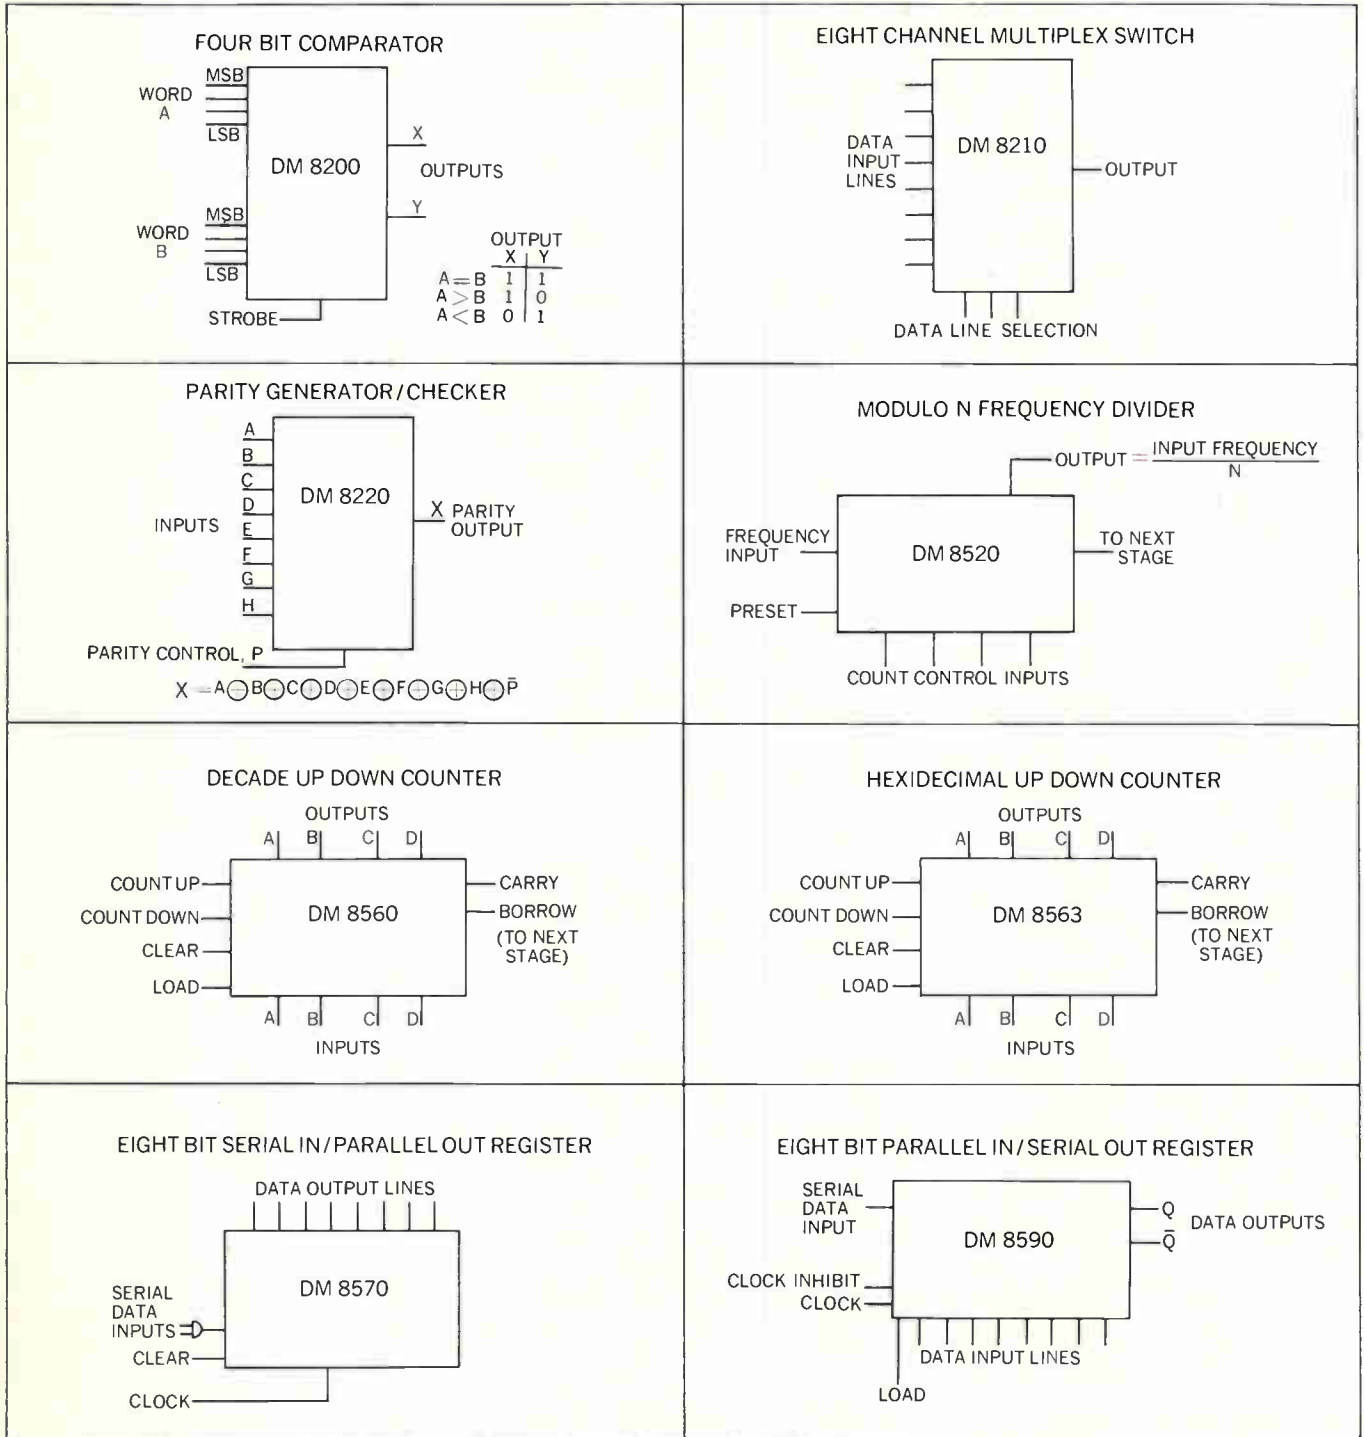 FOUR BIT COMPARATOR
MSB
WORD
A
LSB
DM 8200
X
OUTPUTS
Y
MSB
WORD
B
LSB
STROBE
OUTPUT
X Y
A=B 1 1
A>B 1 0
A<B 0 1
EIGHT CHANNEL MULTIPLEX SWITCH
DATA
INPUT
LINES
DM 8210
OUTPUT
DATA LINE SELECTION
PARITY GENERATOR/CHECKER
A
B
C
D
E
F
G
H
INPUTS
DM 8220
X PARITY
OUTPUT
PARITY CONTROL, P
X = A⊕B⊕C⊕D⊕E⊕F⊕G⊕H⊕P̄
MODULO N FREQUENCY DIVIDER
OUTPUT = INPUT FREQUENCY
N
FREQUENCY
INPUT
DM 8520
TO NEXT
STAGE
PRESET
COUNT CONTROL INPUTS
DECADE UP DOWN COUNTER
OUTPUTS
A B C D
COUNT UP
COUNT DOWN
CLEAR
LOAD
DM 8560
CARRY
BORROW
(TO NEXT
STAGE)
A B C D
INPUTS
HEXIDECIMAL UP DOWN COUNTER
OUTPUTS
A B C D
COUNT UP
COUNT DOWN
CLEAR
LOAD
DM 8563
CARRY
BORROW
(TO NEXT
STAGE)
A B C D
INPUTS
EIGHT BIT SERIAL IN/PARALLEL OUT REGISTER
DATA OUTPUT LINES
DM 8570
SERIAL
DATA
INPUTS
CLEAR
CLOCK
EIGHT BIT PARALLEL IN/SERIAL OUT REGISTER
SERIAL
DATA
INPUT
DM 8590
Q
Q̄
DATA OUTPUTS
CLOCK INHIBIT
CLOCK
DATA INPUT LINES
LOAD